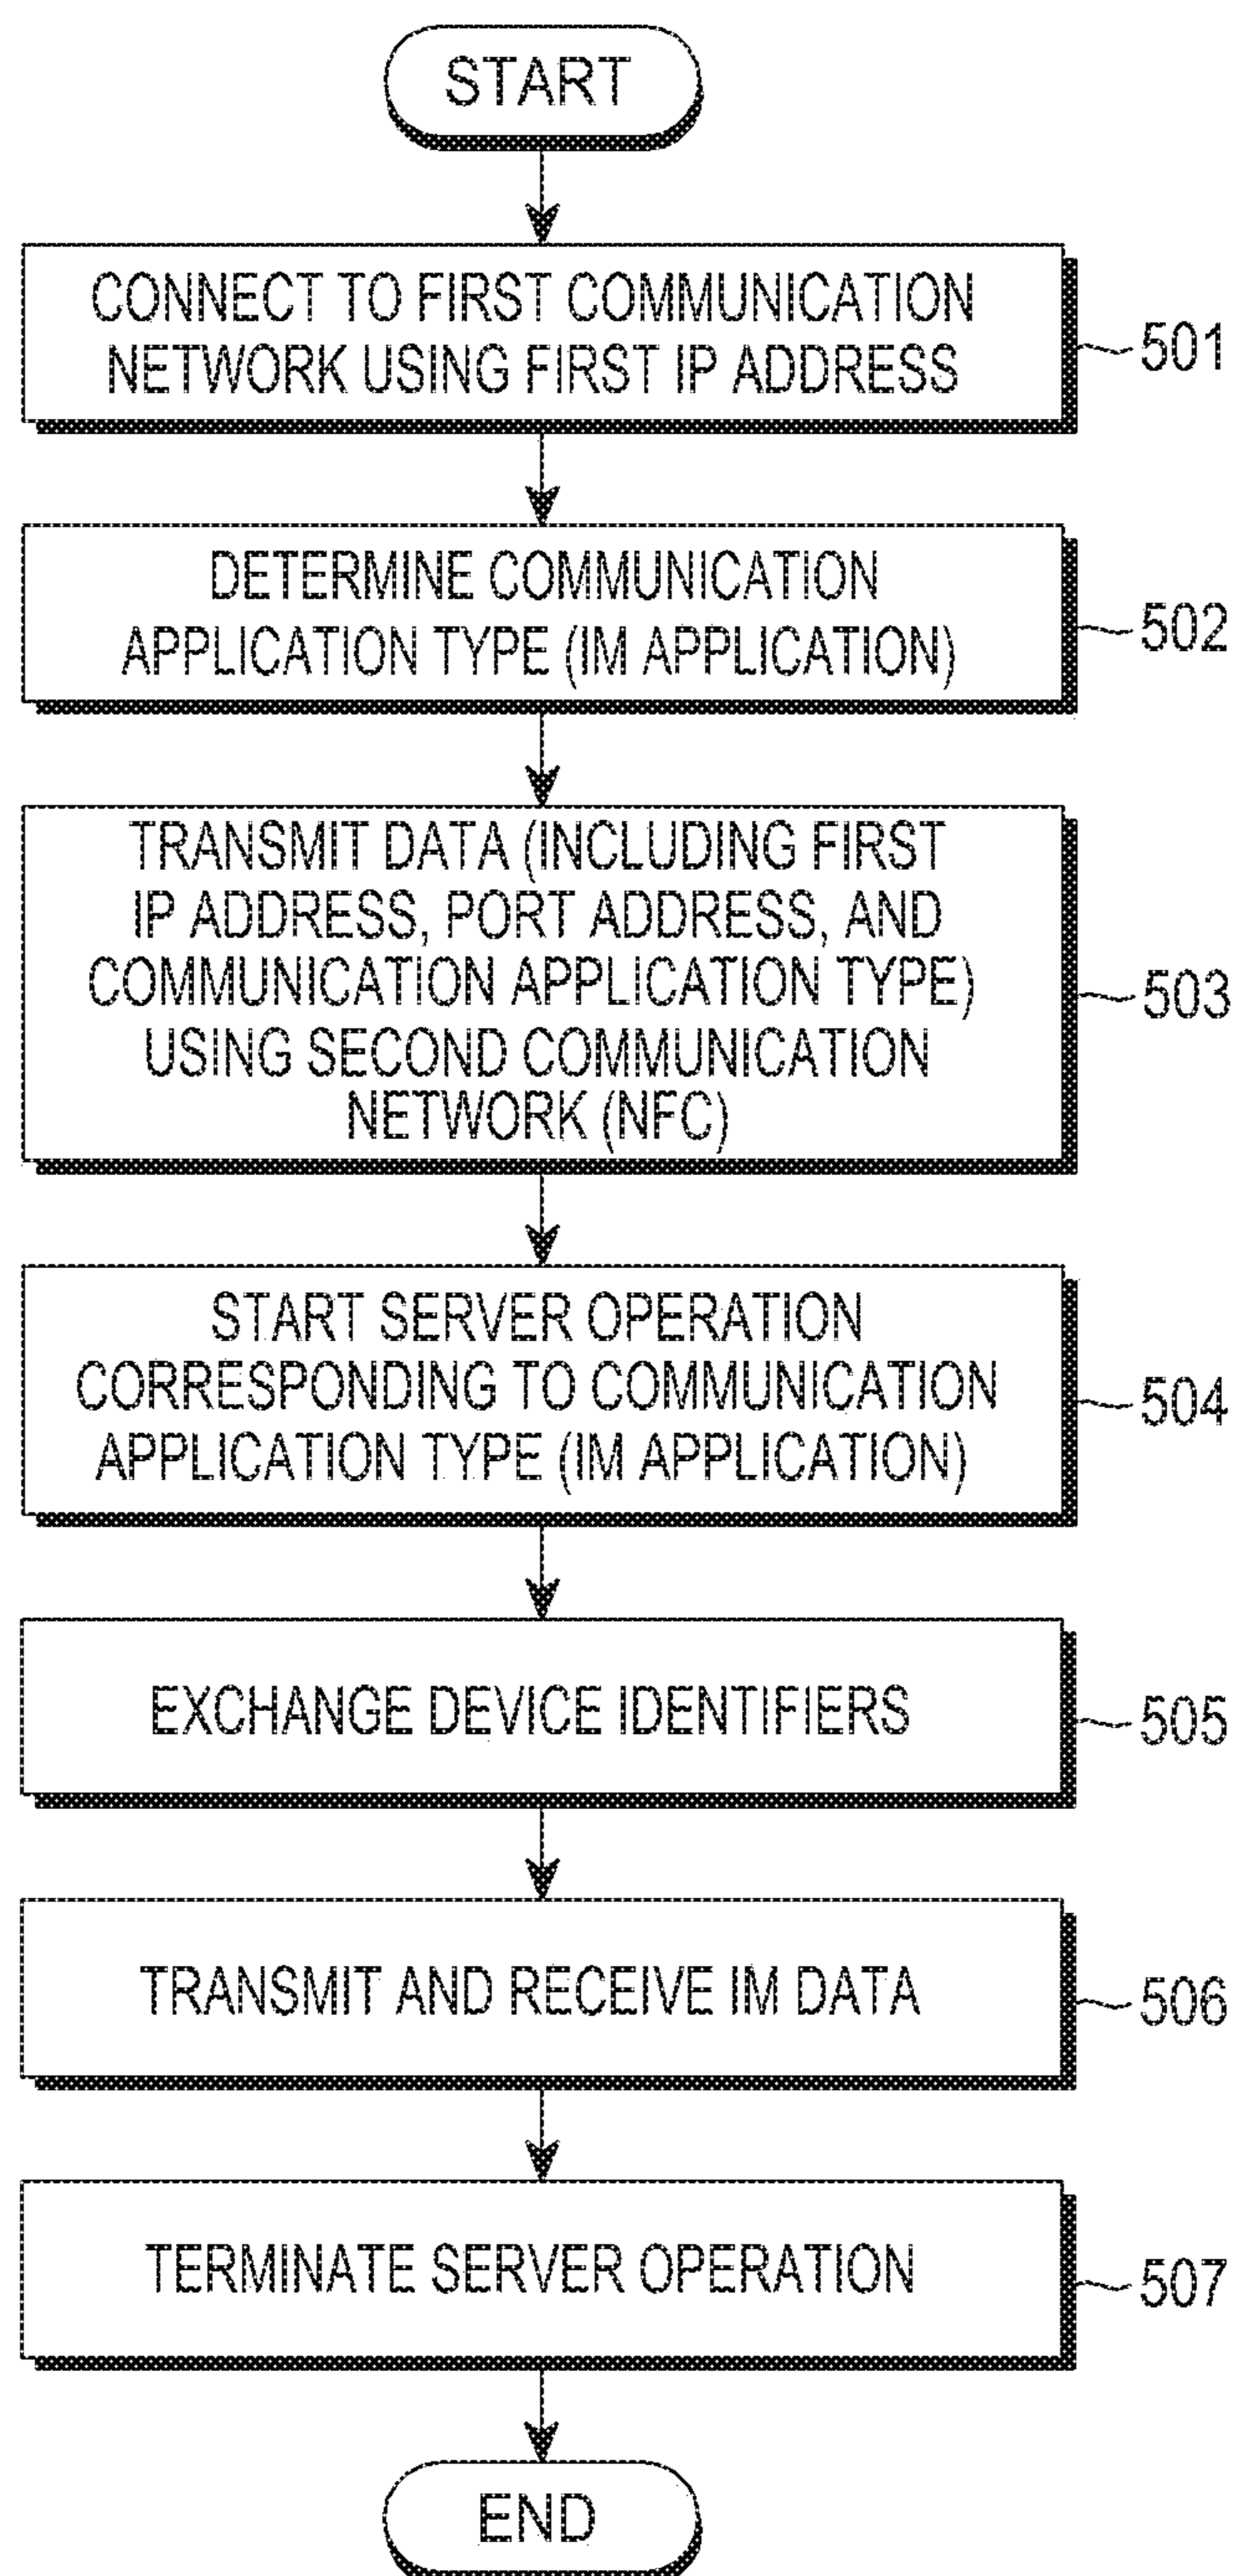 START
CONNECT TO FIRST COMMUNICATION
NETWORK USING FIRST IP ADDRESS
501
DETERMINE COMMUNICATION
APPLICATION TYPE (IM APPLICATION)
502
TRANSMIT DATA (INCLUDING FIRST
IP ADDRESS, PORT ADDRESS, AND
COMMUNICATION APPLICATION TYPE)
USING SECOND COMMUNICATION
NETWORK (NFC)
503
START SERVER OPERATION
CORRESPONDING TO COMMUNICATION
APPLICATION TYPE (IM APPLICATION)
504
EXCHANGE DEVICE IDENTIFIERS
505
TRANSMIT AND RECEIVE IM DATA
506
TERMINATE SERVER OPERATION
507
END